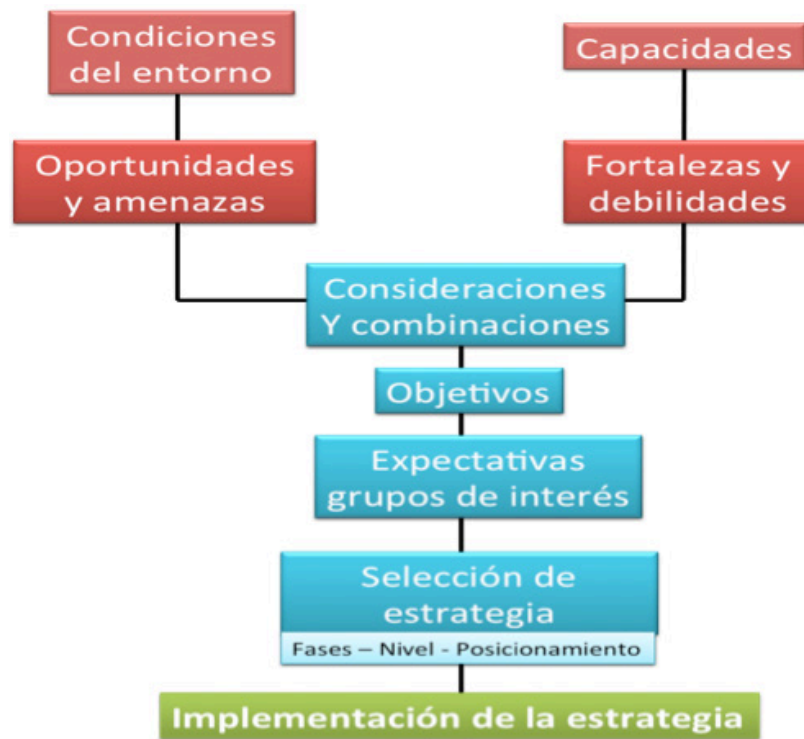 Condiciones
del entorno
Capacidades
Oportunidades
y amenazas
Fortalezas y
debilidades
Consideraciones
Y combinaciones
Objetivos
Expectativas
grupos de interés
Selección de
estrategia
Fases – Nivel - Posicionamiento
Implementación de la estrategia